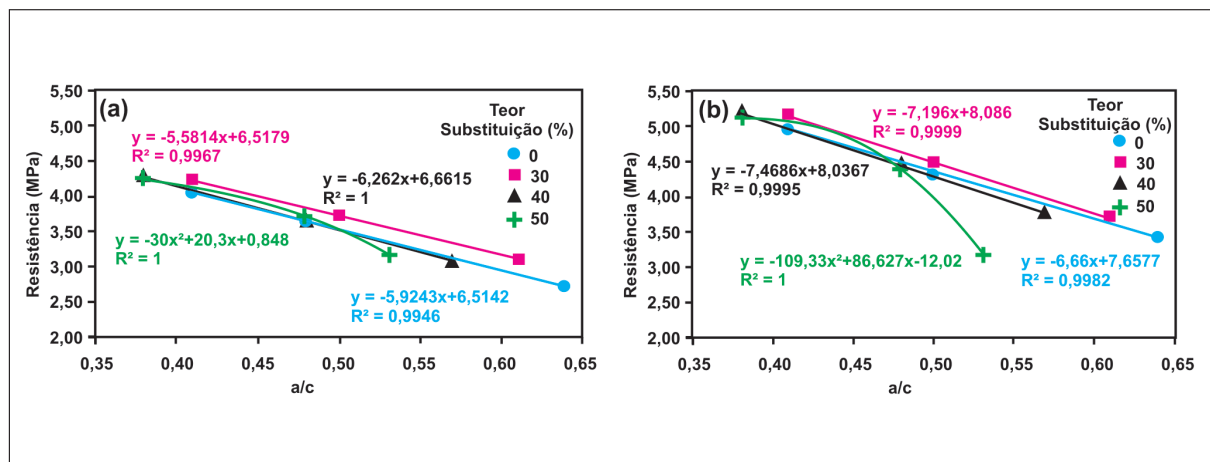 (a)
Resistência (MPa)
5,50
5,00
4,50
4,00
3,50
3,00
2,50
2,00
0,35
0,40
0,45
0,50
0,55
0,60
0,65
a/c
Teor
Substituição (%)
0
30
40
50
y = -5,5814x+6,5179
R² = 0,9967
y = -6,262x+6,6615
R² = 1
y = -30x²+20,3x+0,848
R² = 1
y = -5,9243x+6,5142
R² = 0,9946
(b)
Resistência (MPa)
5,50
5,00
4,50
4,00
3,50
3,00
2,50
2,00
0,35
0,40
0,45
0,50
0,55
0,60
0,65
a/c
Teor
Substituição (%)
0
30
40
50
y = -7,196x+8,086
R² = 0,9999
y = -7,4686x+8,0367
R² = 0,9995
y = -109,33x²+86,627x-12,02
R² = 1
y = -6,66x+7,6577
R² = 0,9982